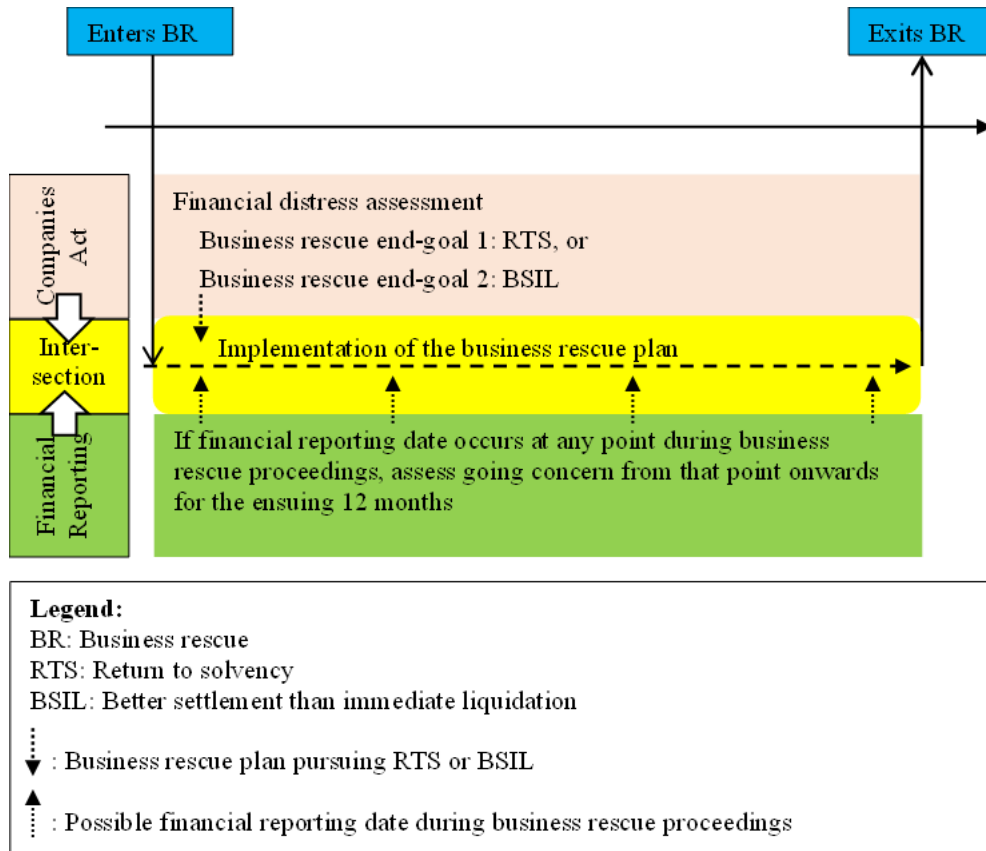 Enters BR
Exits BR
Companies
Act
Financial distress assessment
Business rescue end-goal 1: RTS, or
Business rescue end-goal 2: BSIL
Inter-
section
Implementation of the business rescue plan
Financial
Reporting
If financial reporting date occurs at any point during business
rescue proceedings, assess going concern from that point onwards
for the ensuing 12 months
Legend:
BR: Business rescue
RTS: Return to solvency
BSIL: Better settlement than immediate liquidation
: Business rescue plan pursuing RTS or BSIL
: Possible financial reporting date during business rescue proceedings